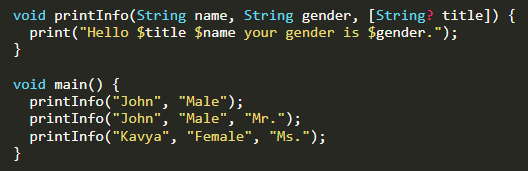 void printInfo(String name, String gender, [String? title]) {
  print("Hello $title $name your gender is $gender.");
}

void main() {
  printInfo("John", "Male");
  printInfo("John", "Male", "Mr.");
  printInfo("Kavya", "Female", "Ms.");
}